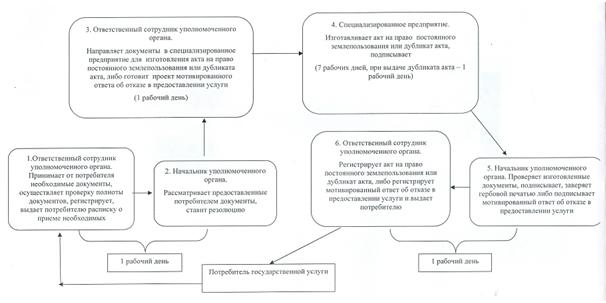 3. Ответственный сотрудник уполномоченного
органа.
Направляет документы в специализированное
предприятие для изготовления акта на право
постоянного землепользования или дубликата
акта, либо готовит проект мотивированного
ответа об отказе в предоставлении услуги
(1 рабочий день)
4. Специализированное предприятие.
Изготавливает акт на право постоянного
землепользования или дубликат акта,
подписывает
(7 рабочих дней, при выдаче дубликата акта – 1
рабочий день)
1.Ответственный сотрудник
уполномоченного органа.
Принимает от потребителя
необходимые документы,
осуществляет проверку полноты
документов, регистрирует,
выдает потребителю расписку о
приеме необходимых
2. Начальник уполномоченного
органа.
Рассматривает предоставленные
потребителем документы,
ставит резолюцию
6. Ответственный сотрудник
уполномоченного органа.
Регистрирует акт на право
постоянного землепользования или
дубликат акта, либо регистрирует
мотивированный ответ об отказе в
предоставлении услуги и выдает
потребителю
5. Начальник уполномоченного
органа. Проверяет изготовленные
документы, подписывает, заверяет
гербовой печатью либо подписывает
мотивированный ответ об отказе в
предоставлении услуги
1 рабочий день
Потребитель государственной услуги
1 рабочий день